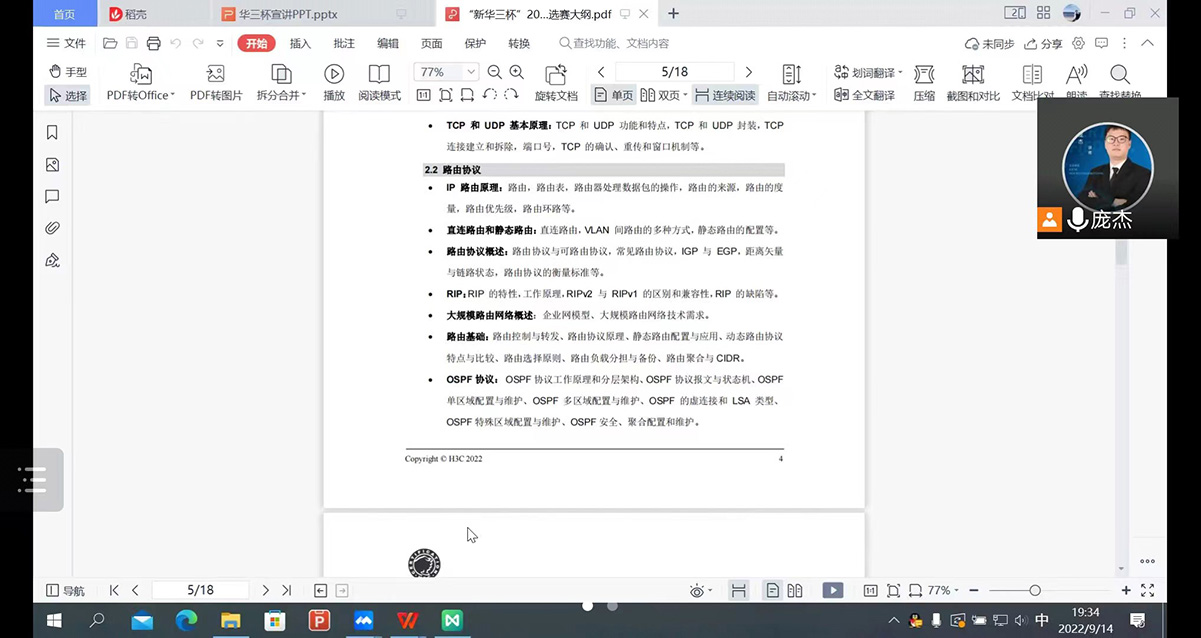 首页
稻壳
华三杯宣讲PPT.pptx
“新华三杯”20...选赛大纲.pdf
文件
开始
插入
批注
编辑
页面
保护
转换
查找功能、文档内容
未同步
分享
手型
选择
PDF转Office
PDF转图片
拆分合并
播放
阅读模式
77%
旋转文档
5/18
单页
双页
连续阅读
自动滚动
划词翻译
全文翻译
压缩
截图和对比
文档比对
朗读
查找替换
• TCP 和 UDP 基本原理：TCP 和 UDP 功能和特点，TCP 和 UDP 封装，TCP
连接建立和拆除，端口号，TCP 的确认、重传和窗口机制等。
2.2 路由协议
• IP 路由原理：路由，路由表，路由器处理数据包的操作，路由的来源，路由的度
量，路由优先级，路由环路等。
• 直连路由和静态路由：直连路由，VLAN 间路由的多种方式，静态路由的配置等。
• 路由协议概述：路由协议与可路由协议，常见路由协议，IGP 与 EGP，距离矢量
与链路状态，路由协议的衡量标准等。
• RIP：RIP 的特性，工作原理，RIPv2 与 RIPv1 的区别和兼容性，RIP 的缺陷等。
• 大规模路由网络概述：企业网模型、大规模路由网络技术需求。
• 路由基础：路由控制与转发、路由协议原理、静态路由配置与应用、动态路由协议
特点与比较、路由选择原则、路由负载分担与备份、路由聚合与 CIDR。
• OSPF 协议： OSPF 协议工作原理和分层架构、OSPF 协议报文与状态机、OSPF
单区域配置与维护、OSPF 多区域配置与维护、OSPF 的虚连接和 LSA 类型、
OSPF 特殊区域配置与维护、OSPF 安全、聚合配置和维护。
Copyright © H3C 2022 4
庞杰
导航
5/18
77%
中
19:34
2022/9/14